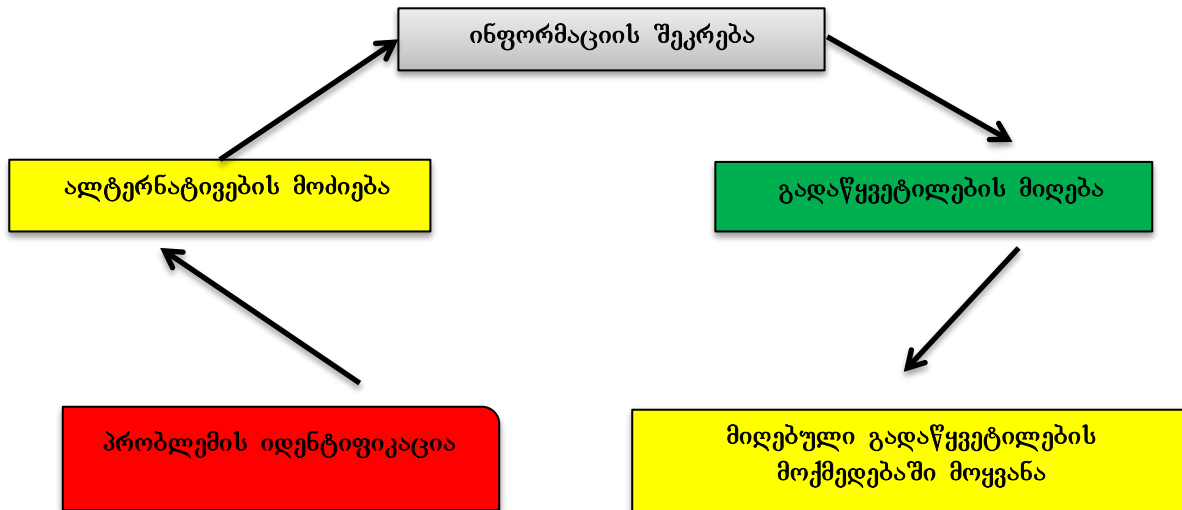 ინფორმაციის შეკრება
ალტერნატივების მოძიება
გადაწყვეტილების მიღება
პრობლემის იდენტიფიკაცია
მიღებული გადაწყვეტილების
მოქმედებაში მოყვანა